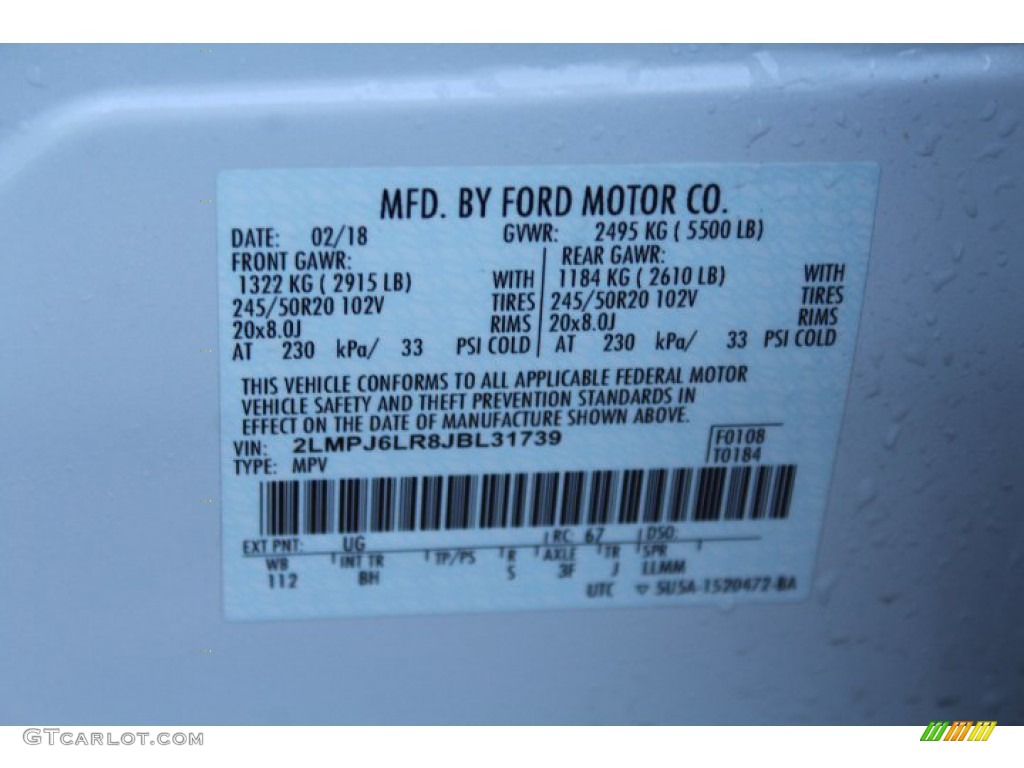 MFD. BY FORD MOTOR CO.
DATE: 02/18 GVWR: 2495 KG ( 5500 LB)
FRONT GAWR: REAR GAWR:
1322 KG ( 2915 LB) WITH 1184 KG ( 2610 LB) WITH
245/50R20 102V TIRES 245/50R20 102V TIRES
20x8.0J RIMS 20x8.0J RIMS
AT 230 kPa/ 33 PSI COLD AT 230 kPa/ 33 PSI COLD
THIS VEHICLE CONFORMS TO ALL APPLICABLE FEDERAL MOTOR
VEHICLE SAFETY AND THEFT PREVENTION STANDARDS IN
EFFECT ON THE DATE OF MANUFACTURE SHOWN ABOVE.
VIN: 2LMPJ6LR8JBL31739 F0108
TYPE: MPV T0184
EXT PNT: UG RC: 67 DSO:
WB INT TR TP/PS R AXLE TR SPR
112 BH S 3F J LLMM
UTC ▽ 5U5A-1520472-BA
GTCARLOT.COM